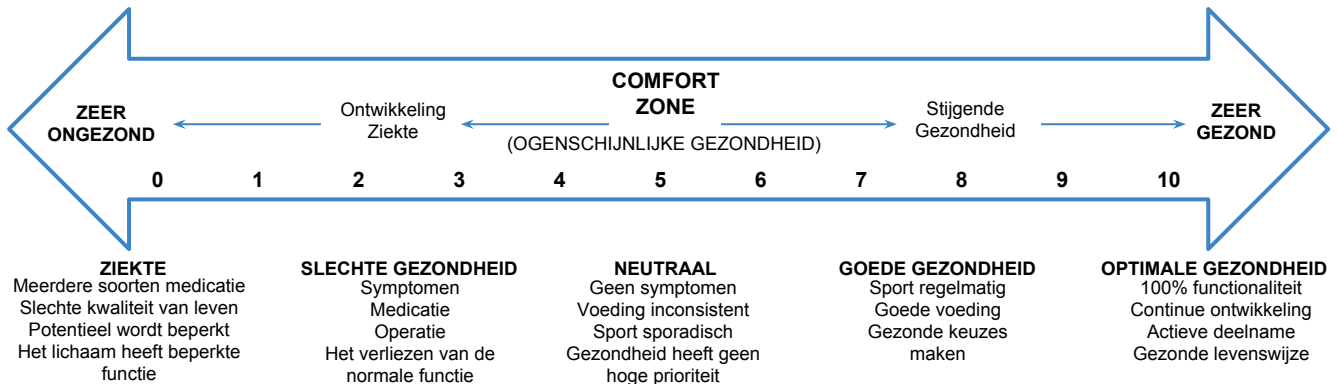 COMFORT
ZONE
(OGENSCHIJNLIJKE GEZONDHEID)
ZEER
ONGEZOND
Ontwikkeling
Ziekte
Stijgende
Gezondheid
ZEER
GEZOND
0 1 2 3 4 5 6 7 8 9 10
ZIEKTE
Meerdere soorten medicatie
Slechte kwaliteit van leven
Potentieel wordt beperkt
Het lichaam heeft beperkte
functie
SLECHTE GEZONDHEID
Symptomen
Medicatie
Operatie
Het verliezen van de
normale functie
NEUTRAAL
Geen symptomen
Voeding inconsistent
Sport sporadisch
Gezondheid heeft geen
hoge prioriteit
GOEDE GEZONDHEID
Sport regelmatig
Goede voeding
Gezonde keuzes
maken
OPTIMALE GEZONDHEID
100% functionaliteit
Continue ontwikkeling
Actieve deelname
Gezonde levenswijze